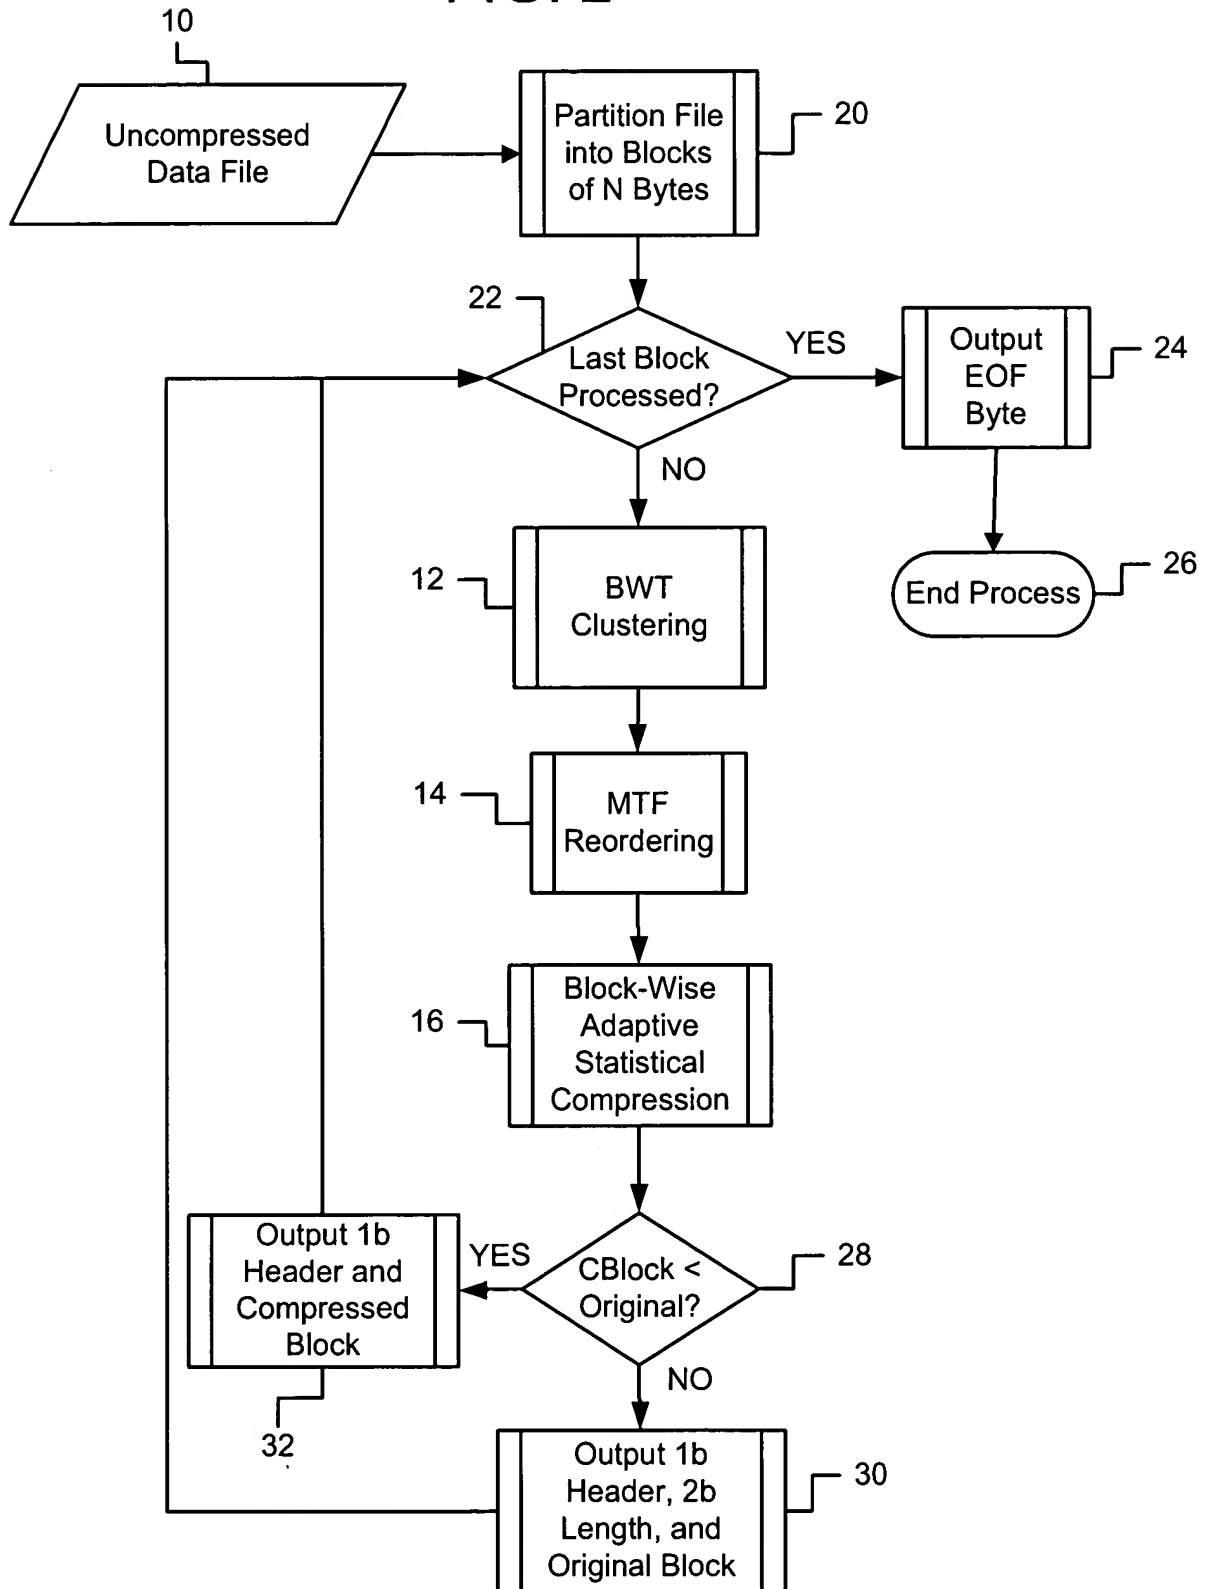 10
Uncompressed
Data File
Partition File
into Blocks
of N Bytes
20
22
Last Block
Processed?
YES
Output
EOF
Byte
24
NO
End Process
26
12
BWT
Clustering
14
MTF
Reordering
16
Block-Wise
Adaptive
Statistical
Compression
Output 1b
Header and
Compressed
Block
YES
CBlock <
Original?
28
NO
32
Output 1b
Header, 2b
Length, and
Original Block
30